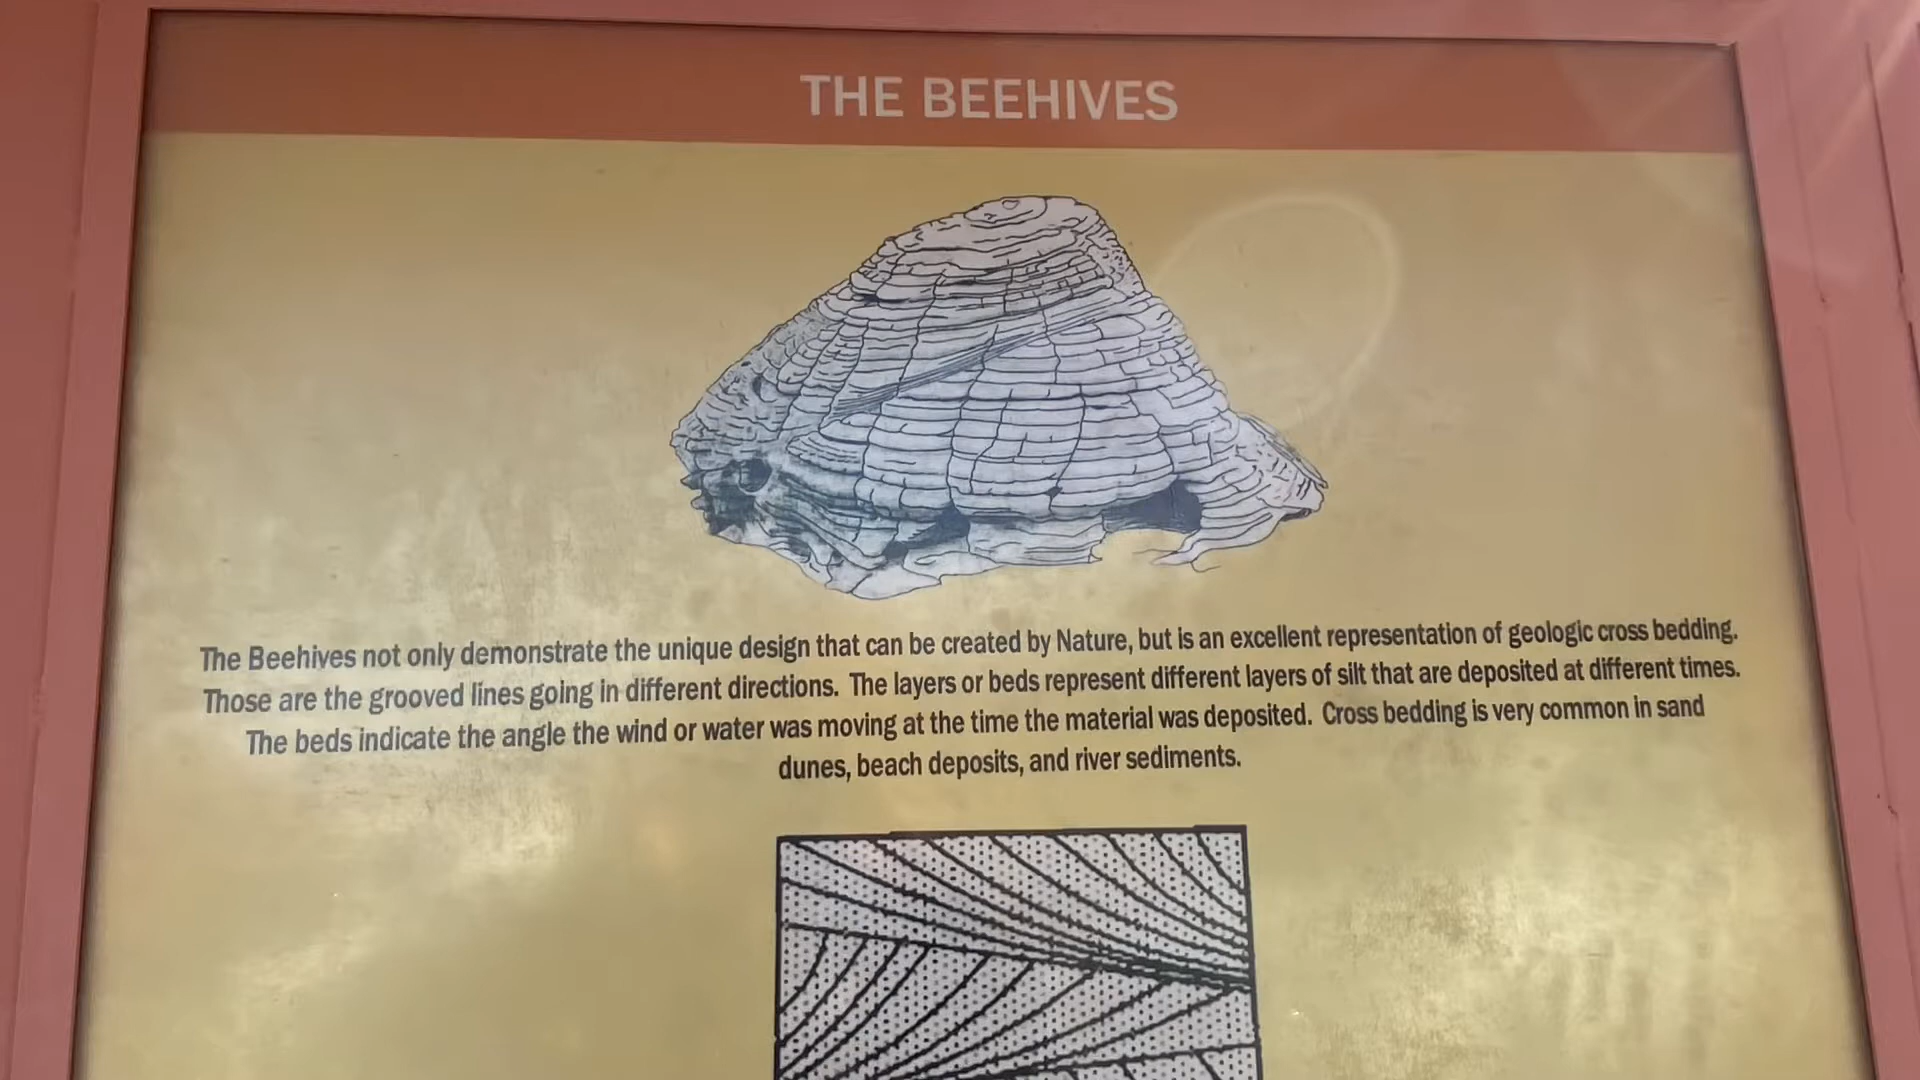 THE BEEHIVES
The Beehives not only demonstrate the unique design that can be created by Nature, but is an excellent representation of geologic cross bedding.
Those are the grooved lines going in different directions. The layers or beds represent different layers of silt that are deposited at different times.
The beds indicate the angle the wind or water was moving at the time the material was deposited. Cross bedding is very common in sand
dunes, beach deposits, and river sediments.